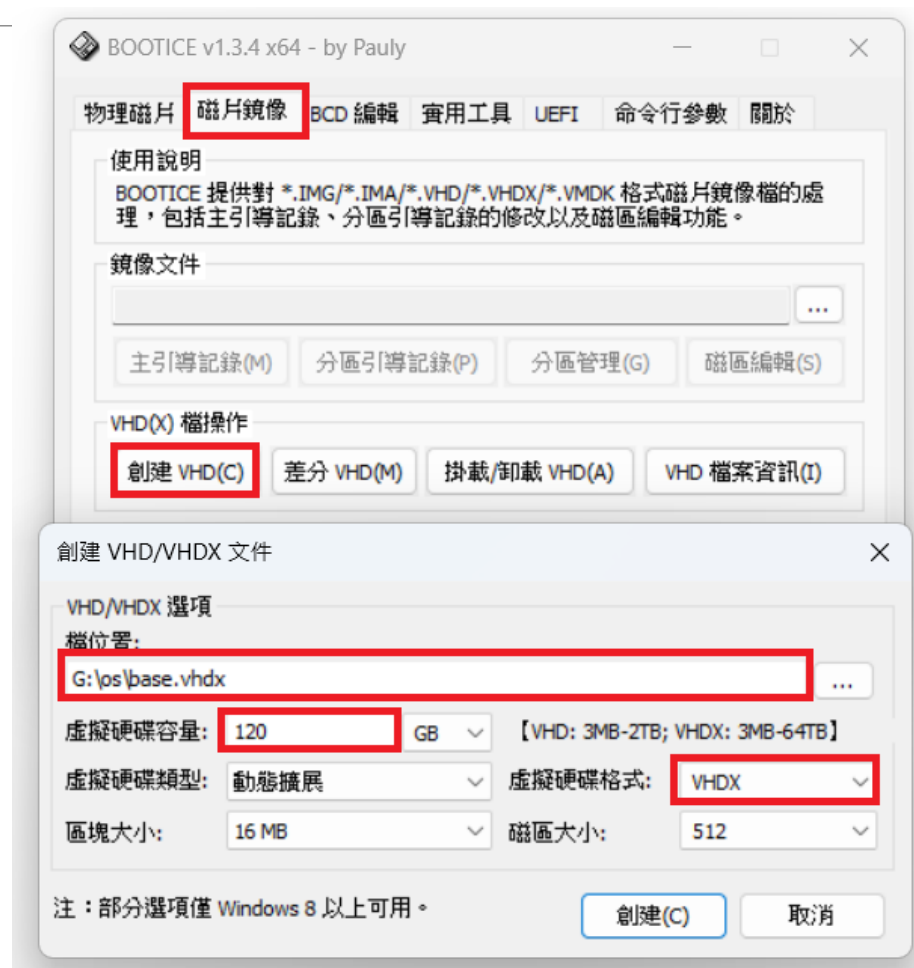 BOOTICE v1.3.4 x64 - by Pauly
物理磁片 磁片鏡像 BCD 編輯 實用工具 UEFI 命令行參數 關於
使用說明
BOOTICE 提供對 *.IMG/*.IMA/*.VHD/*.VHDX/*.VMDK 格式磁片鏡像檔的處
理，包括主引導記錄、分區引導記錄的修改以及磁區編輯功能。
鏡像文件
...
主引導記錄(M) 分區引導記錄(P) 分區管理(G) 磁區編輯(S)
VHD(X) 檔操作
創建 VHD(C) 差分 VHD(M) 掛載/卸載 VHD(A) VHD 檔案資訊(I)
創建 VHD/VHDX 文件
VHD/VHDX 選項
檔位置:
G:\os\base.vhdx ...
虛擬硬碟容量: 120 GB 【VHD: 3MB-2TB; VHDX: 3MB-64TB】
虛擬硬碟類型: 動態擴展 虛擬硬碟格式: VHDX
區塊大小: 16 MB 磁區大小: 512
注：部分選項僅 Windows 8 以上可用。
創建(C) 取消